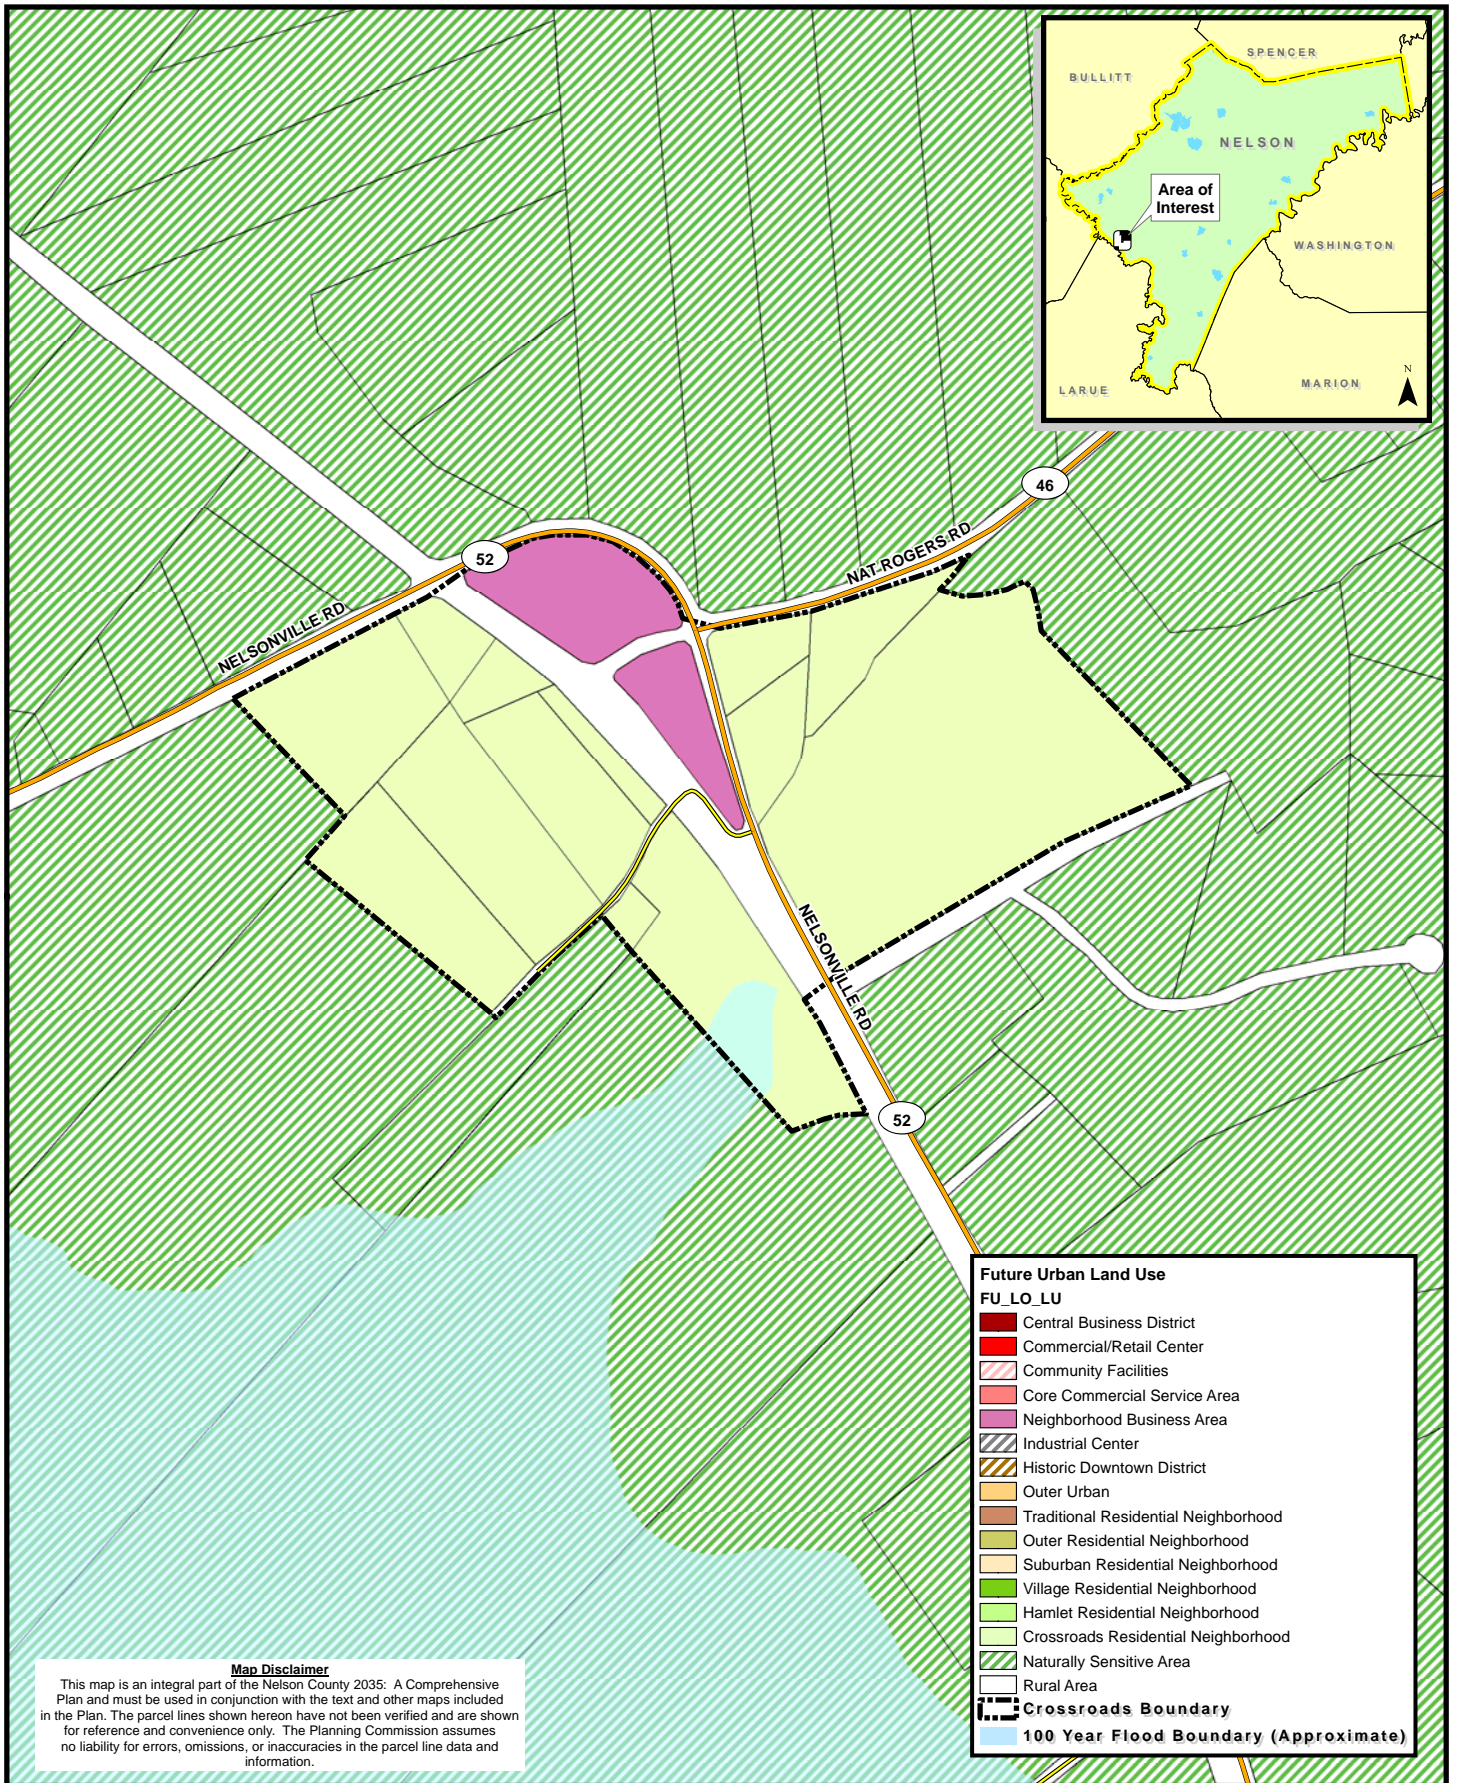 SPENCER
BULLITT
NELSON
Area of
Interest
WASHINGTON
LARUE
MARION
N
46
NAT ROGERS RD
52
NELSONVILLE RD
NELSONVILLE RD
52
Future Urban Land Use
FU_LO_LU
Central Business District
Commercial/Retail Center
Community Facilities
Core Commercial Service Area
Neighborhood Business Area
Industrial Center
Historic Downtown District
Outer Urban
Traditional Residential Neighborhood
Outer Residential Neighborhood
Suburban Residential Neighborhood
Village Residential Neighborhood
Hamlet Residential Neighborhood
Crossroads Residential Neighborhood
Naturally Sensitive Area
Rural Area
Crossroads Boundary
100 Year Flood Boundary (Approximate)
Map Disclaimer
This map is an integral part of the Nelson County 2035: A Comprehensive
Plan and must be used in conjunction with the text and other maps included
in the Plan. The parcel lines shown hereon have not been verified and are shown
for reference and convenience only. The Planning Commission assumes
no liability for errors, omissions, or inaccuracies in the parcel line data and
information.